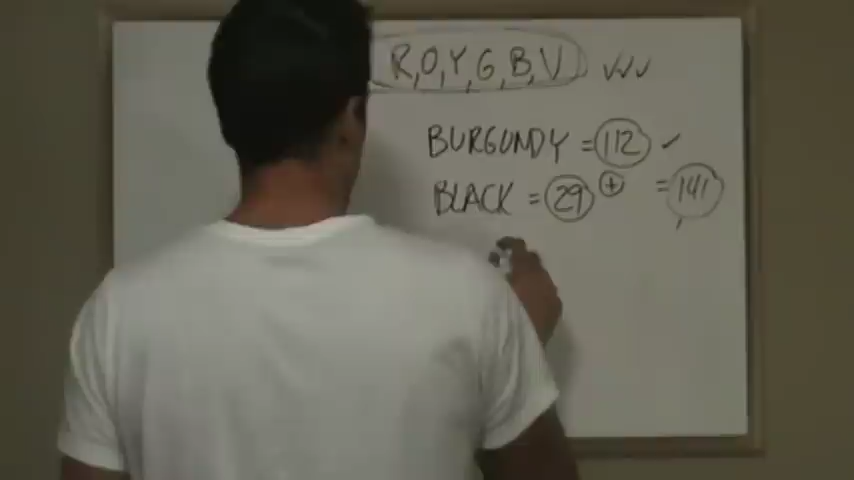 R, O, Y, G, B, V ✓✓✓
BURGUNDY = 112 ✓
BLACK = 29 + = 141